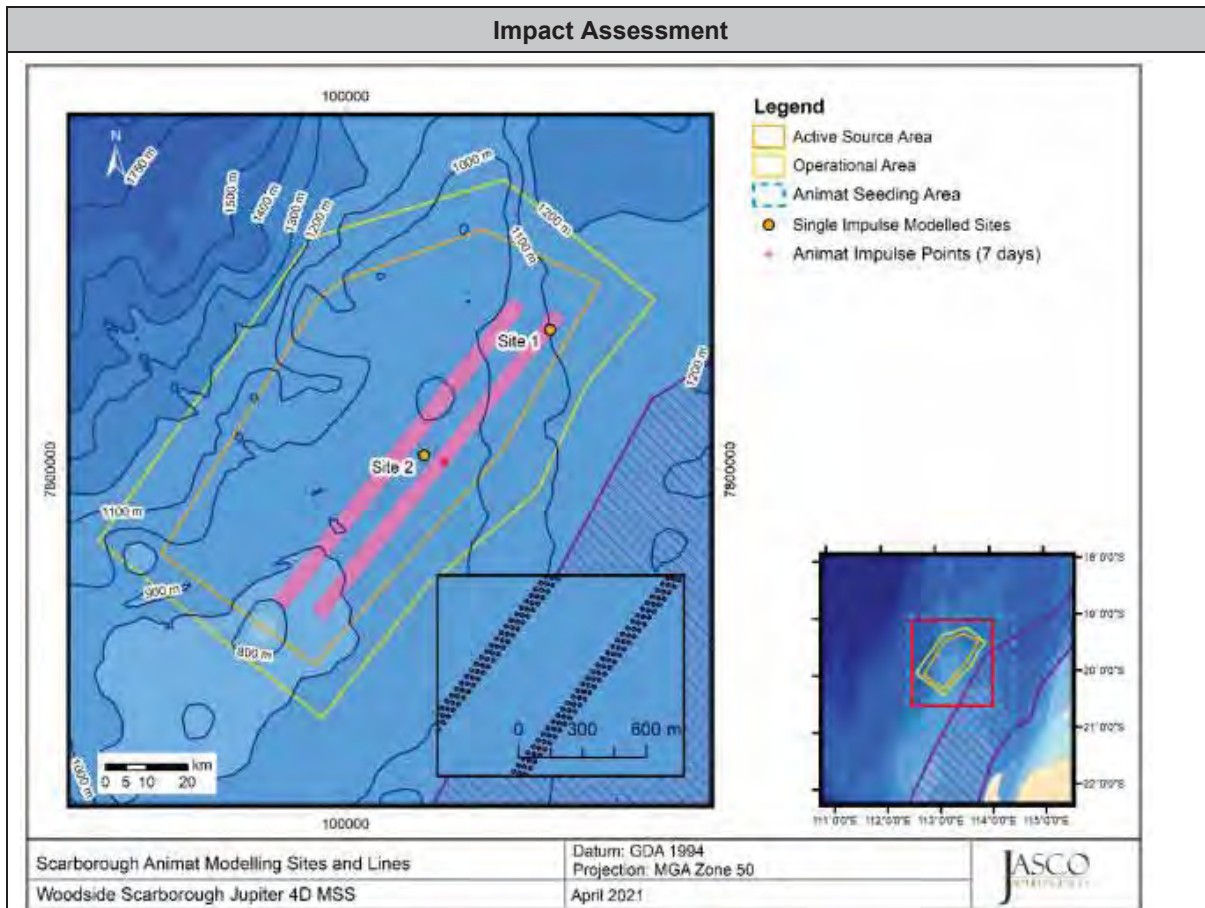 Impact Assessment
100000
N
1750 m
1500 m
1400 m
1300 m
1200 m
1000 m
1200 m
1100 m
Site 1
1200 m
7800000
Site 2
7800000
1100 m
900 m
800 m
1000 m
0 300 600 m
km
0 5 10 20
100000
Legend
Active Source Area
Operational Area
Animat Seeding Area
Single Impulse Modelled Sites
Animat Impulse Points (7 days)
18°0'0"S
19°0'0"S
20°0'0"S
21°0'0"S
22°0'0"S
111°0'0"E 112°0'0"E 113°0'0"E 114°0'0"E 115°0'0"E
Scarborough Animat Modelling Sites and Lines
Datum: GDA 1994
Projection: MGA Zone 50
Woodside Scarborough Jupiter 4D MSS
April 2021
JASCO